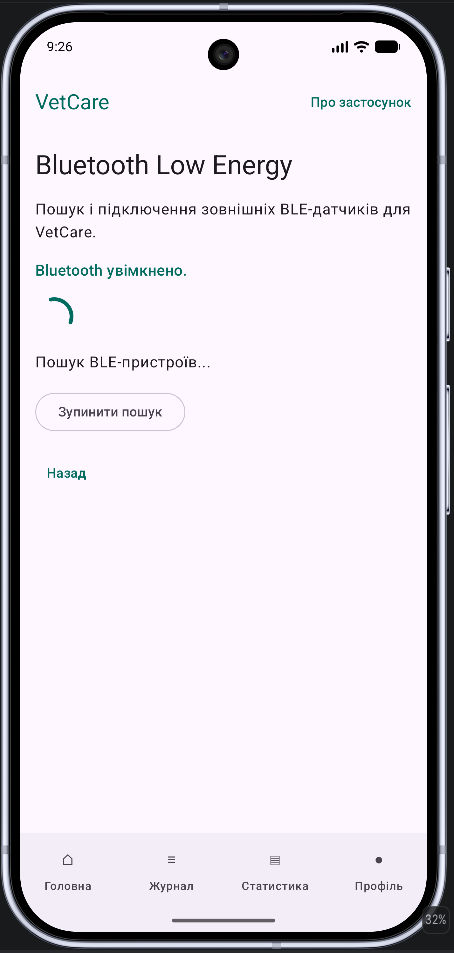 9:26
VetCare
Про застосунок
Bluetooth Low Energy
Пошук і підключення зовнішніх BLE-датчиків для
VetCare.
Bluetooth увімкнено.
Пошук BLE-пристроїв...
Зупинити пошук
Назад
Головна
Журнал
Статистика
Профіль
32%